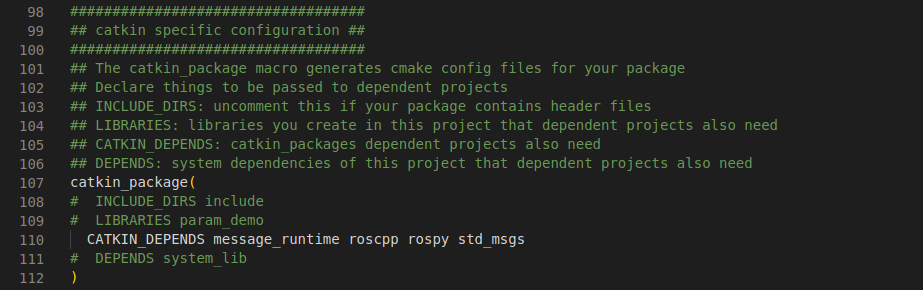 98 ###################################
99 ## catkin specific configuration ##
100 ###################################
101 ## The catkin_package macro generates cmake config files for your package
102 ## Declare things to be passed to dependent projects
103 ## INCLUDE_DIRS: uncomment this if your package contains header files
104 ## LIBRARIES: libraries you create in this project that dependent projects also need
105 ## CATKIN_DEPENDS: catkin_packages dependent projects also need
106 ## DEPENDS: system dependencies of this project that dependent projects also need
107 catkin_package(
108 #  INCLUDE_DIRS include
109 #  LIBRARIES param_demo
110   CATKIN_DEPENDS message_runtime roscpp rospy std_msgs
111 #  DEPENDS system_lib
112 )